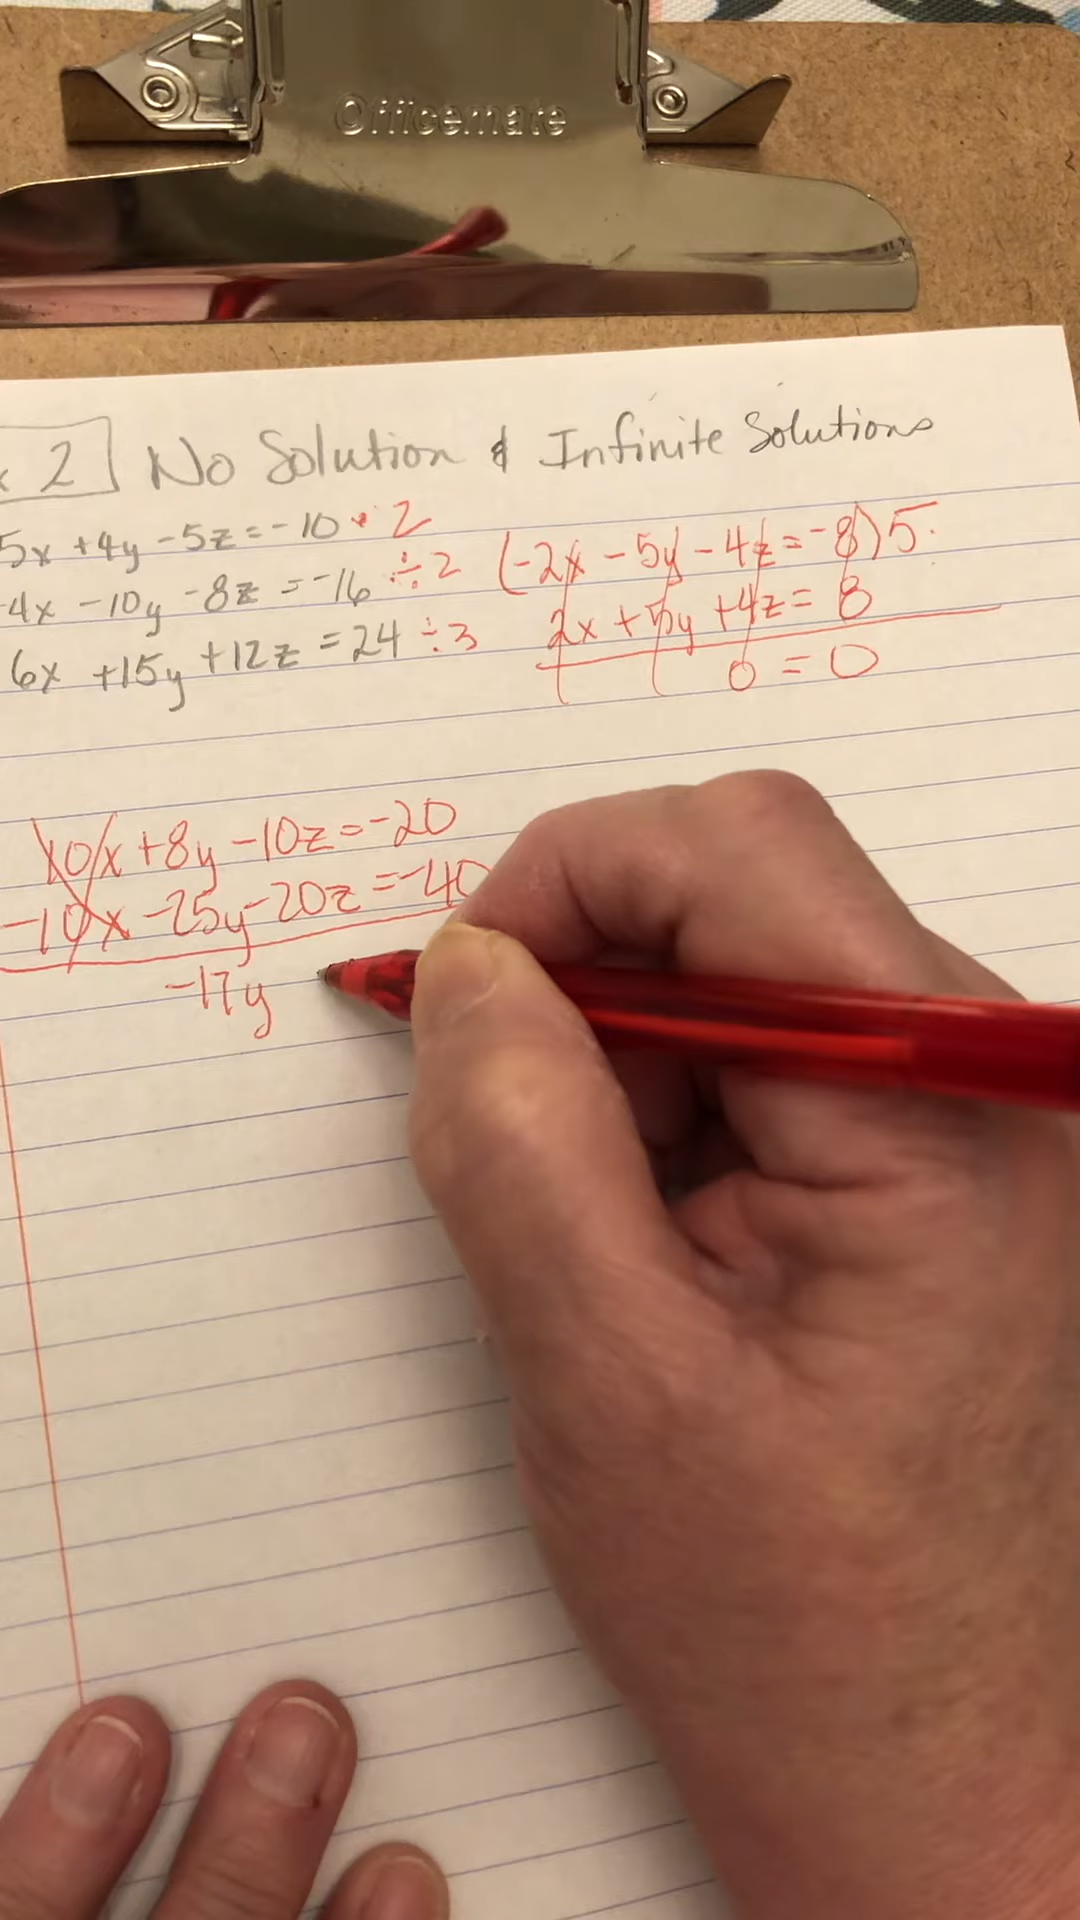 Officemate
2 No Solution & Infinite Solutions
5x + 4y - 5z = -10 • 2
-4x - 10y - 8z = -16 ÷ 2
6x + 15y + 12z = 24 ÷ 3
(-2x - 5y - 4z = -8) 5
2x + 5y + 4z = 8
0 = 0
10x + 8y - 10z = -20
-10x - 25y - 20z = -40
-17y